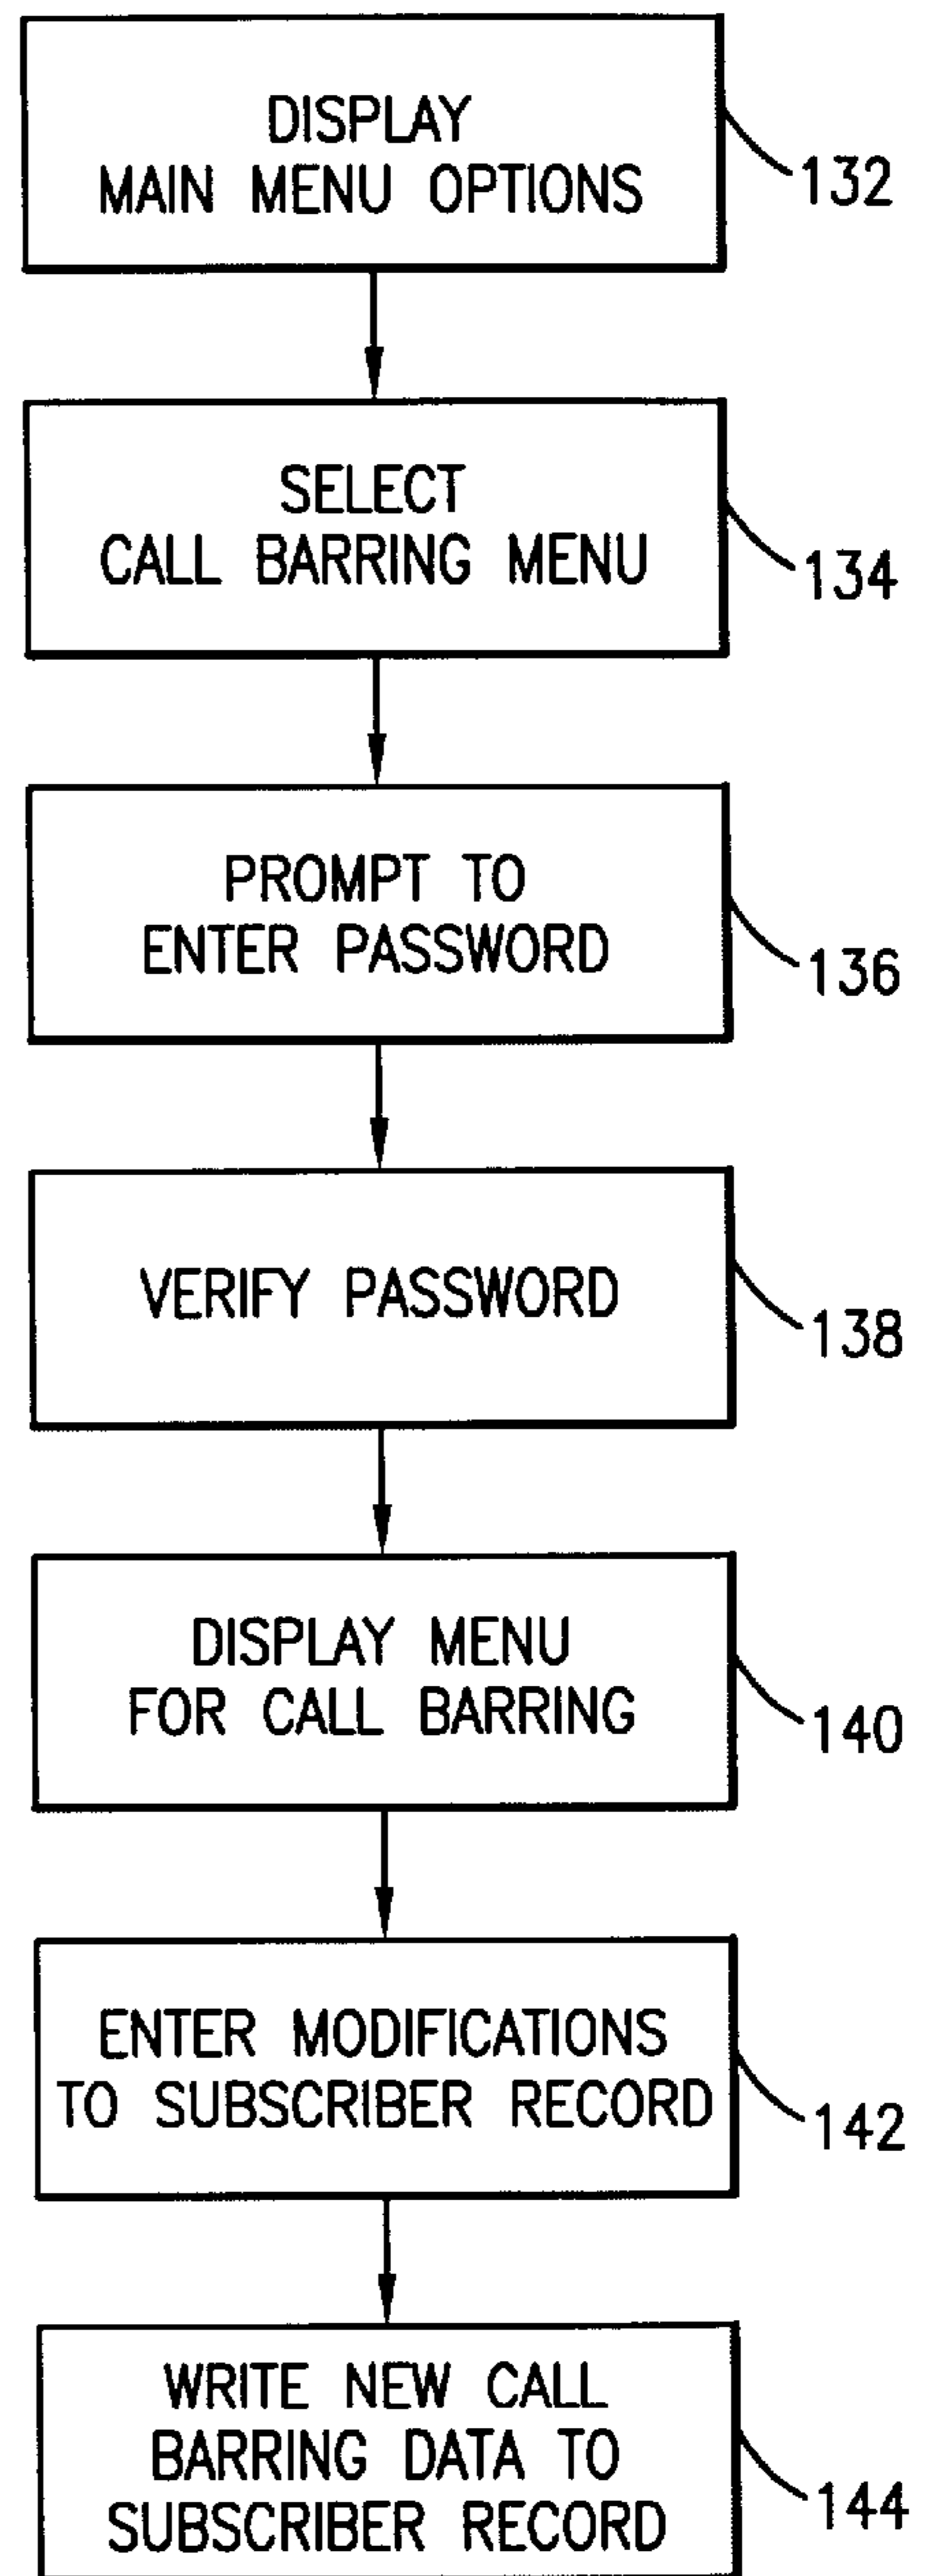 DISPLAY
MAIN MENU OPTIONS
132
SELECT
CALL BARRING MENU
134
PROMPT TO
ENTER PASSWORD
136
VERIFY PASSWORD
138
DISPLAY MENU
FOR CALL BARRING
140
ENTER MODIFICATIONS
TO SUBSCRIBER RECORD
142
WRITE NEW CALL
BARRING DATA TO
SUBSCRIBER RECORD
144